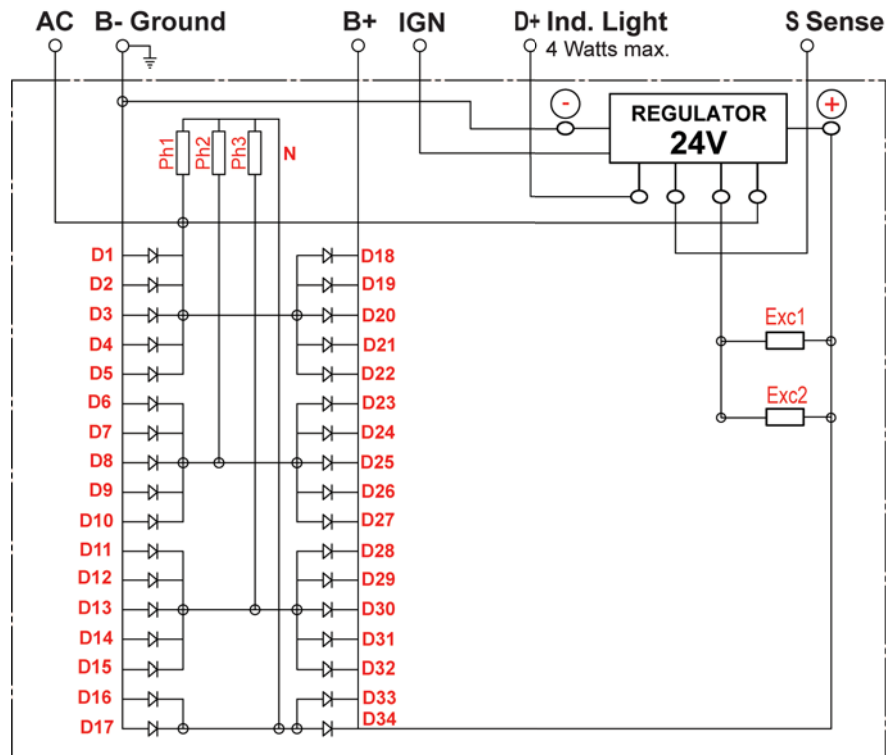 AC B- Ground B+ IGN D+ Ind. Light S Sense
4 Watts max.
- REGULATOR +
24V
Ph1 Ph2 Ph3 N
D1 D18
D2 D19
D3 D20
Exc1
D4 D21
D5 D22
Exc2
D6 D23
D7 D24
D8 D25
D9 D26
D10 D27
D11 D28
D12 D29
D13 D30
D14 D31
D15 D32
D16 D33
D17 D34